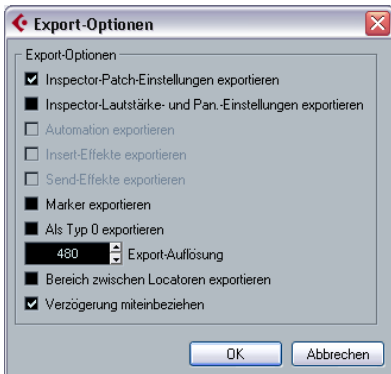 Export-Optionen
Export-Optionen
Inspector-Patch-Einstellungen exportieren
Inspector-Lautstärke- und Pan.-Einstellungen exportieren
Automation exportieren
Insert-Effekte exportieren
Send-Effekte exportieren
Marker exportieren
Als Typ 0 exportieren
480 Export-Auflösung
Bereich zwischen Locatoren exportieren
Verzögerung miteinbeziehen
OK Abbrechen